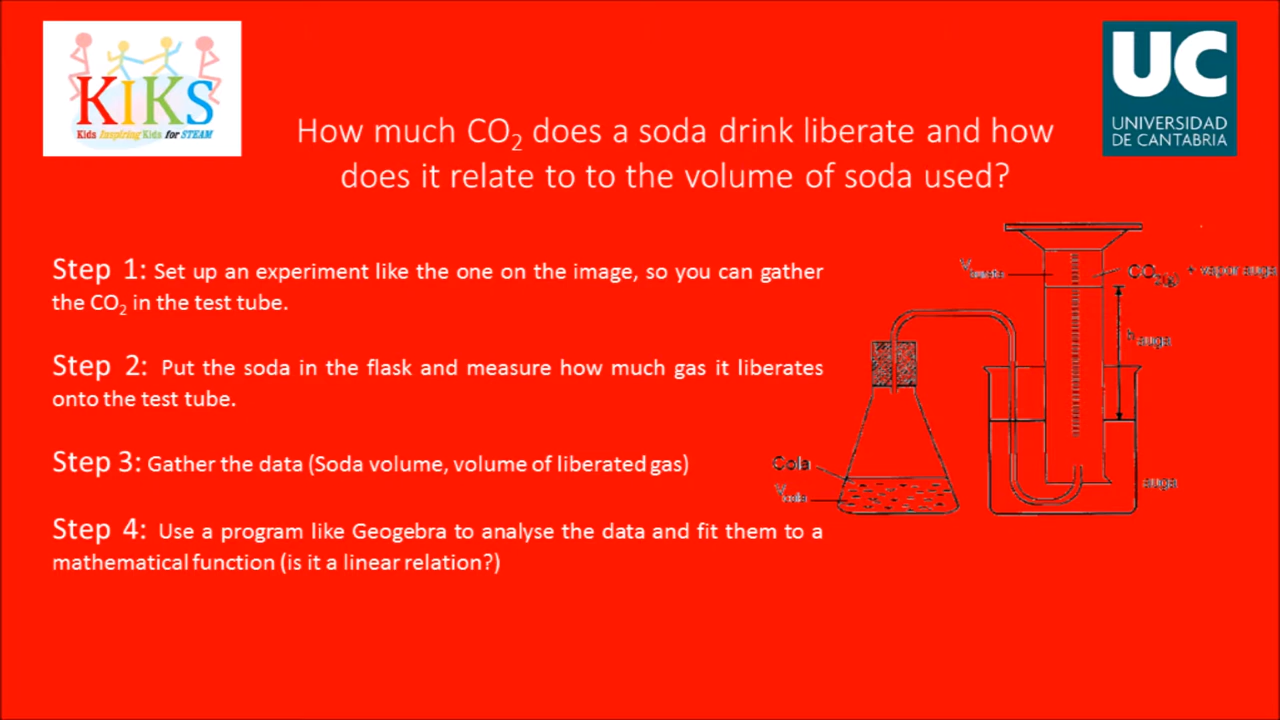 KIKS
Kids Inspiring Kids for STEAM
UC
UNIVERSIDAD
DE CANTABRIA
How much CO2 does a soda drink liberate and how
does it relate to to the volume of soda used?
Step 1: Set up an experiment like the one on the image, so you can gather
the CO2 in the test tube.
Step 2: Put the soda in the flask and measure how much gas it liberates
onto the test tube.
Step 3: Gather the data (Soda volume, volume of liberated gas)
Step 4: Use a program like Geogebra to analyse the data and fit them to a
mathematical function (is it a linear relation?)
CO2(g) + vapor auga
h auga
Cola
V cola
auga